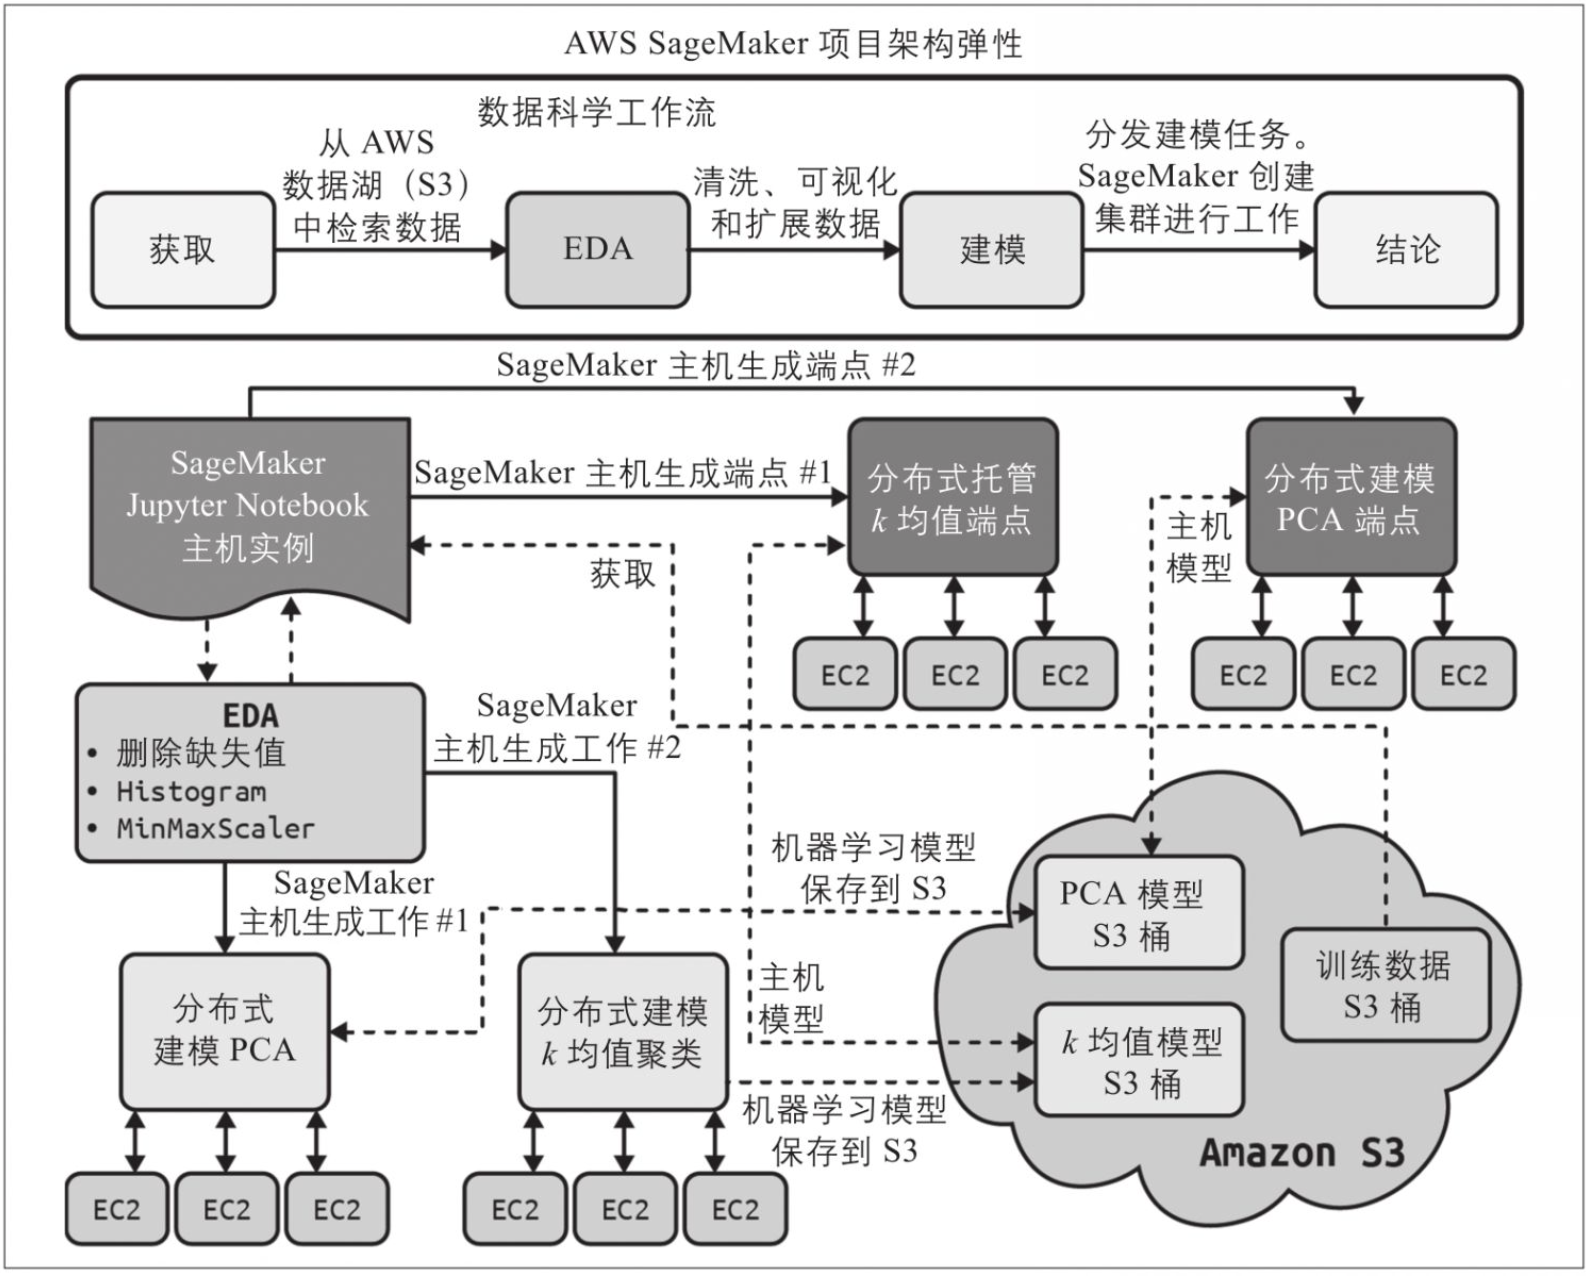 AWS SageMaker 项目架构弹性
数据科学工作流
从 AWS
数据湖（S3）
中检索数据
清洗、可视化
和扩展数据
分发建模任务。
SageMaker 创建
集群进行工作
获取
EDA
建模
结论
SageMaker 主机生成端点 #2
SageMaker
Jupyter Notebook
主机实例
SageMaker 主机生成端点 #1
分布式托管
k 均值端点
分布式建模
PCA 端点
主机
模型
获取
EC2
EC2
EC2
EC2
EC2
EC2
EDA
• 删除缺失值
• Histogram
• MinMaxScaler
SageMaker
主机生成工作 #2
SageMaker
主机生成工作 #1
机器学习模型
保存到 S3
PCA 模型
S3 桶
训练数据
S3 桶
分布式
建模 PCA
分布式建模
k 均值聚类
主机
模型
k 均值模型
S3 桶
机器学习模型
保存到 S3
Amazon S3
EC2
EC2
EC2
EC2
EC2
EC2